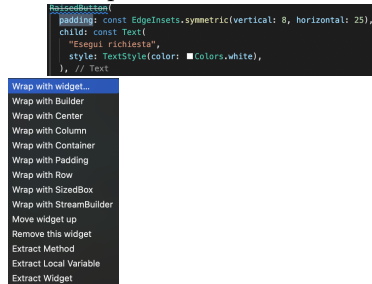 RaisedButton(
padding: const EdgeInsets.symmetric(vertical: 8, horizontal: 25),
child: const Text(
"Esegui richiesta",
style: TextStyle(color: Colors.white),
), // Text
Wrap with widget...
Wrap with Builder
Wrap with Center
Wrap with Column
Wrap with Container
Wrap with Padding
Wrap with Row
Wrap with SizedBox
Wrap with StreamBuilder
Move widget up
Remove this widget
Extract Method
Extract Local Variable
Extract Widget